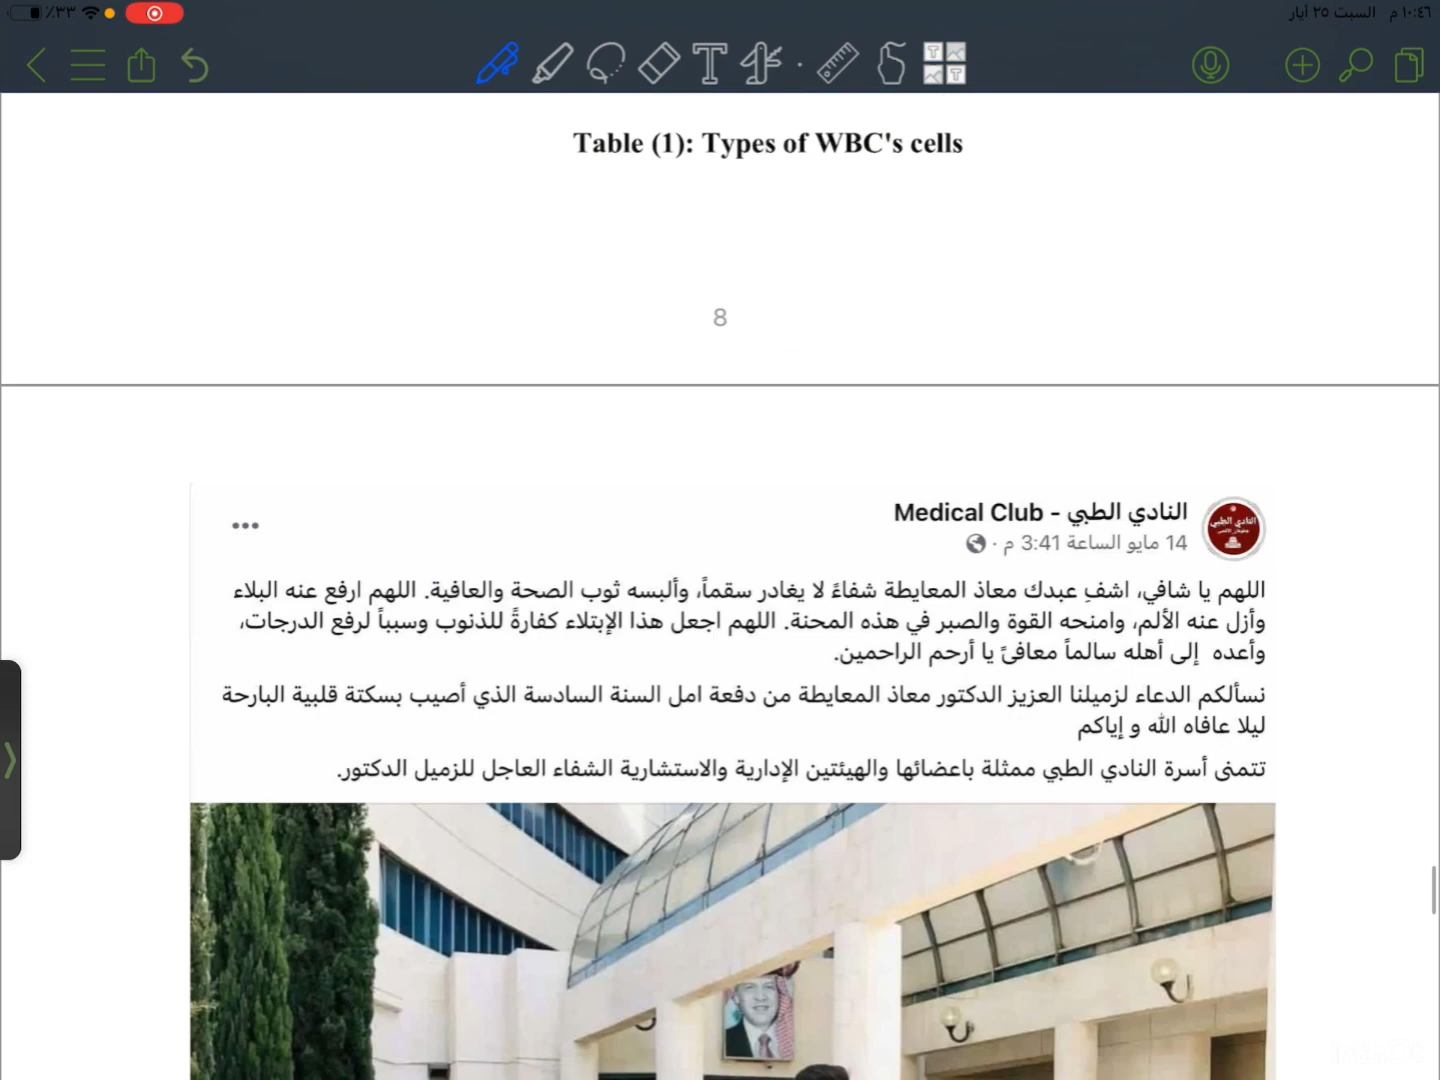 ١٠:٤٦ م السبت ٢٥ أيار
٪٣٣
Table (1): Types of WBC's cells
8
النادي الطبي - Medical Club
14 مايو الساعة 3:41 م ·
اللهم يا شافي، اشفِ عبدك معاذ المعايطة شفاءً لا يغادر سقماً، وألبسه ثوب الصحة والعافية. اللهم ارفع عنه البلاء
وأزل عنه الألم، وامنحه القوة والصبر في هذه المحنة. اللهم اجعل هذا الإبتلاء كفارةً للذنوب وسبباً لرفع الدرجات،
وأعده إلى أهله سالماً معافىً يا أرحم الراحمين.
نسألكم الدعاء لزميلنا العزيز الدكتور معاذ المعايطة من دفعة امل السنة السادسة الذي أصيب بسكتة قلبية البارحة
ليلا عافاه الله و إياكم
تتمنى أسرة النادي الطبي ممثلة باعضائها والهيئتين الإدارية والاستشارية الشفاء العاجل للزميل الدكتور.